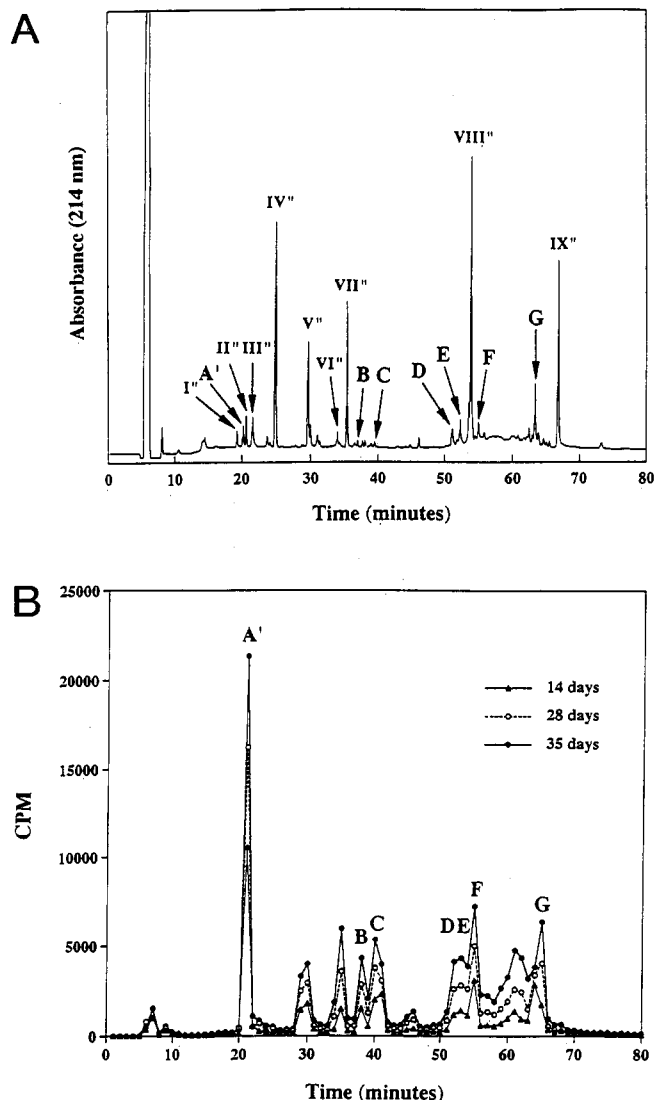 A
Absorbance (214 nm)
I"
A'
II"
III"
IV"
V"
VI"
VII"
B
C
D
E
VIII"
F
G
IX"
0
10
20
30
40
50
60
70
80
Time (minutes)
B
25000
20000
15000
10000
5000
0
CPM
A'
B
C
D
E
F
G
14 days
28 days
35 days
0
10
20
30
40
50
60
70
80
Time (minutes)